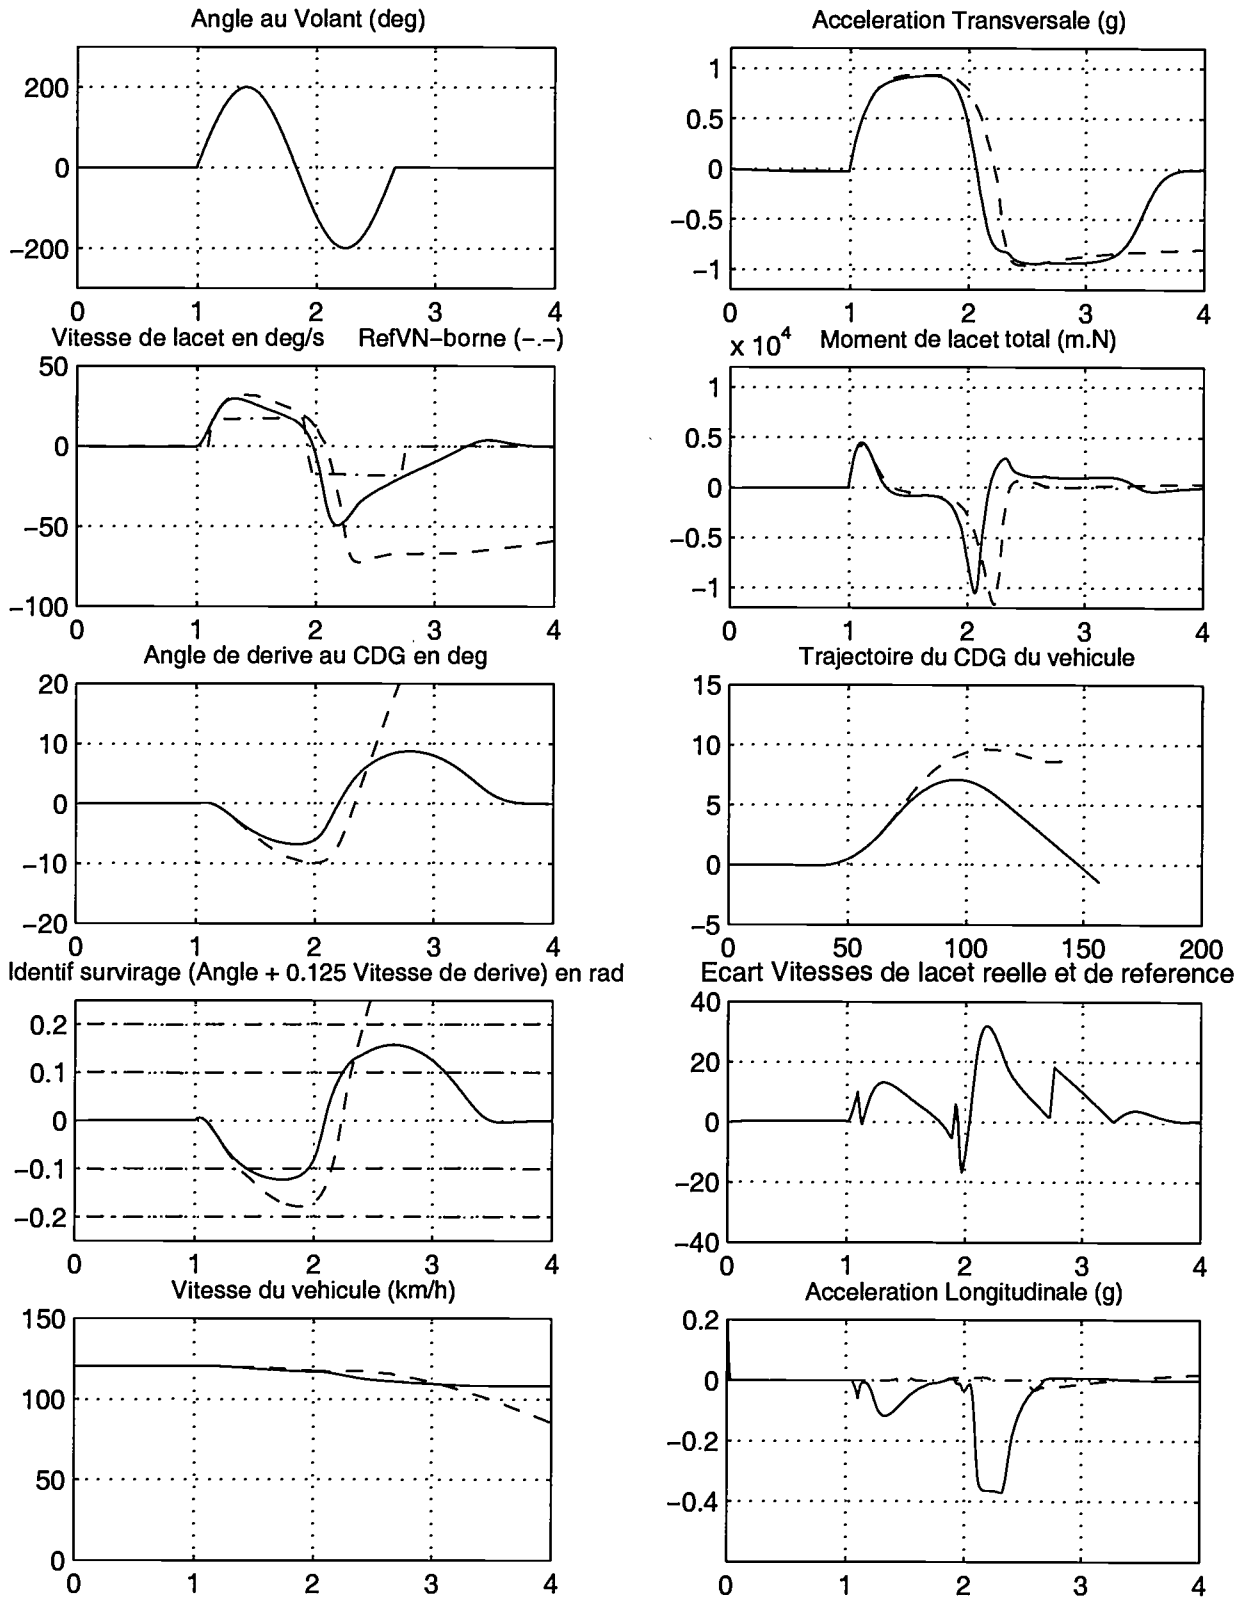 Angle au Volant (deg)
200
0
−200
0 1 2 3 4
Acceleration Transversale (g)
1
0.5
0
−0.5
−1
0 1 2 3 4
Vitesse de lacet en deg/s RefVN−borne (−.−)
50
0
−50
−100
0 1 2 3 4
x 10^4 Moment de lacet total (m.N)
1
0.5
0
−0.5
−1
0 1 2 3 4
Angle de derive au CDG en deg
20
10
0
−10
−20
0 1 2 3 4
Trajectoire du CDG du vehicule
15
10
5
0
−5
0 50 100 150 200
Identif survirage (Angle + 0.125 Vitesse de derive) en rad
0.2
0.1
0
−0.1
−0.2
0 1 2 3 4
Ecart Vitesses de lacet reelle et de reference
40
20
0
−20
−40
0 1 2 3 4
Vitesse du vehicule (km/h)
150
100
50
0
0 1 2 3 4
Acceleration Longitudinale (g)
0.2
0
−0.2
−0.4
0 1 2 3 4